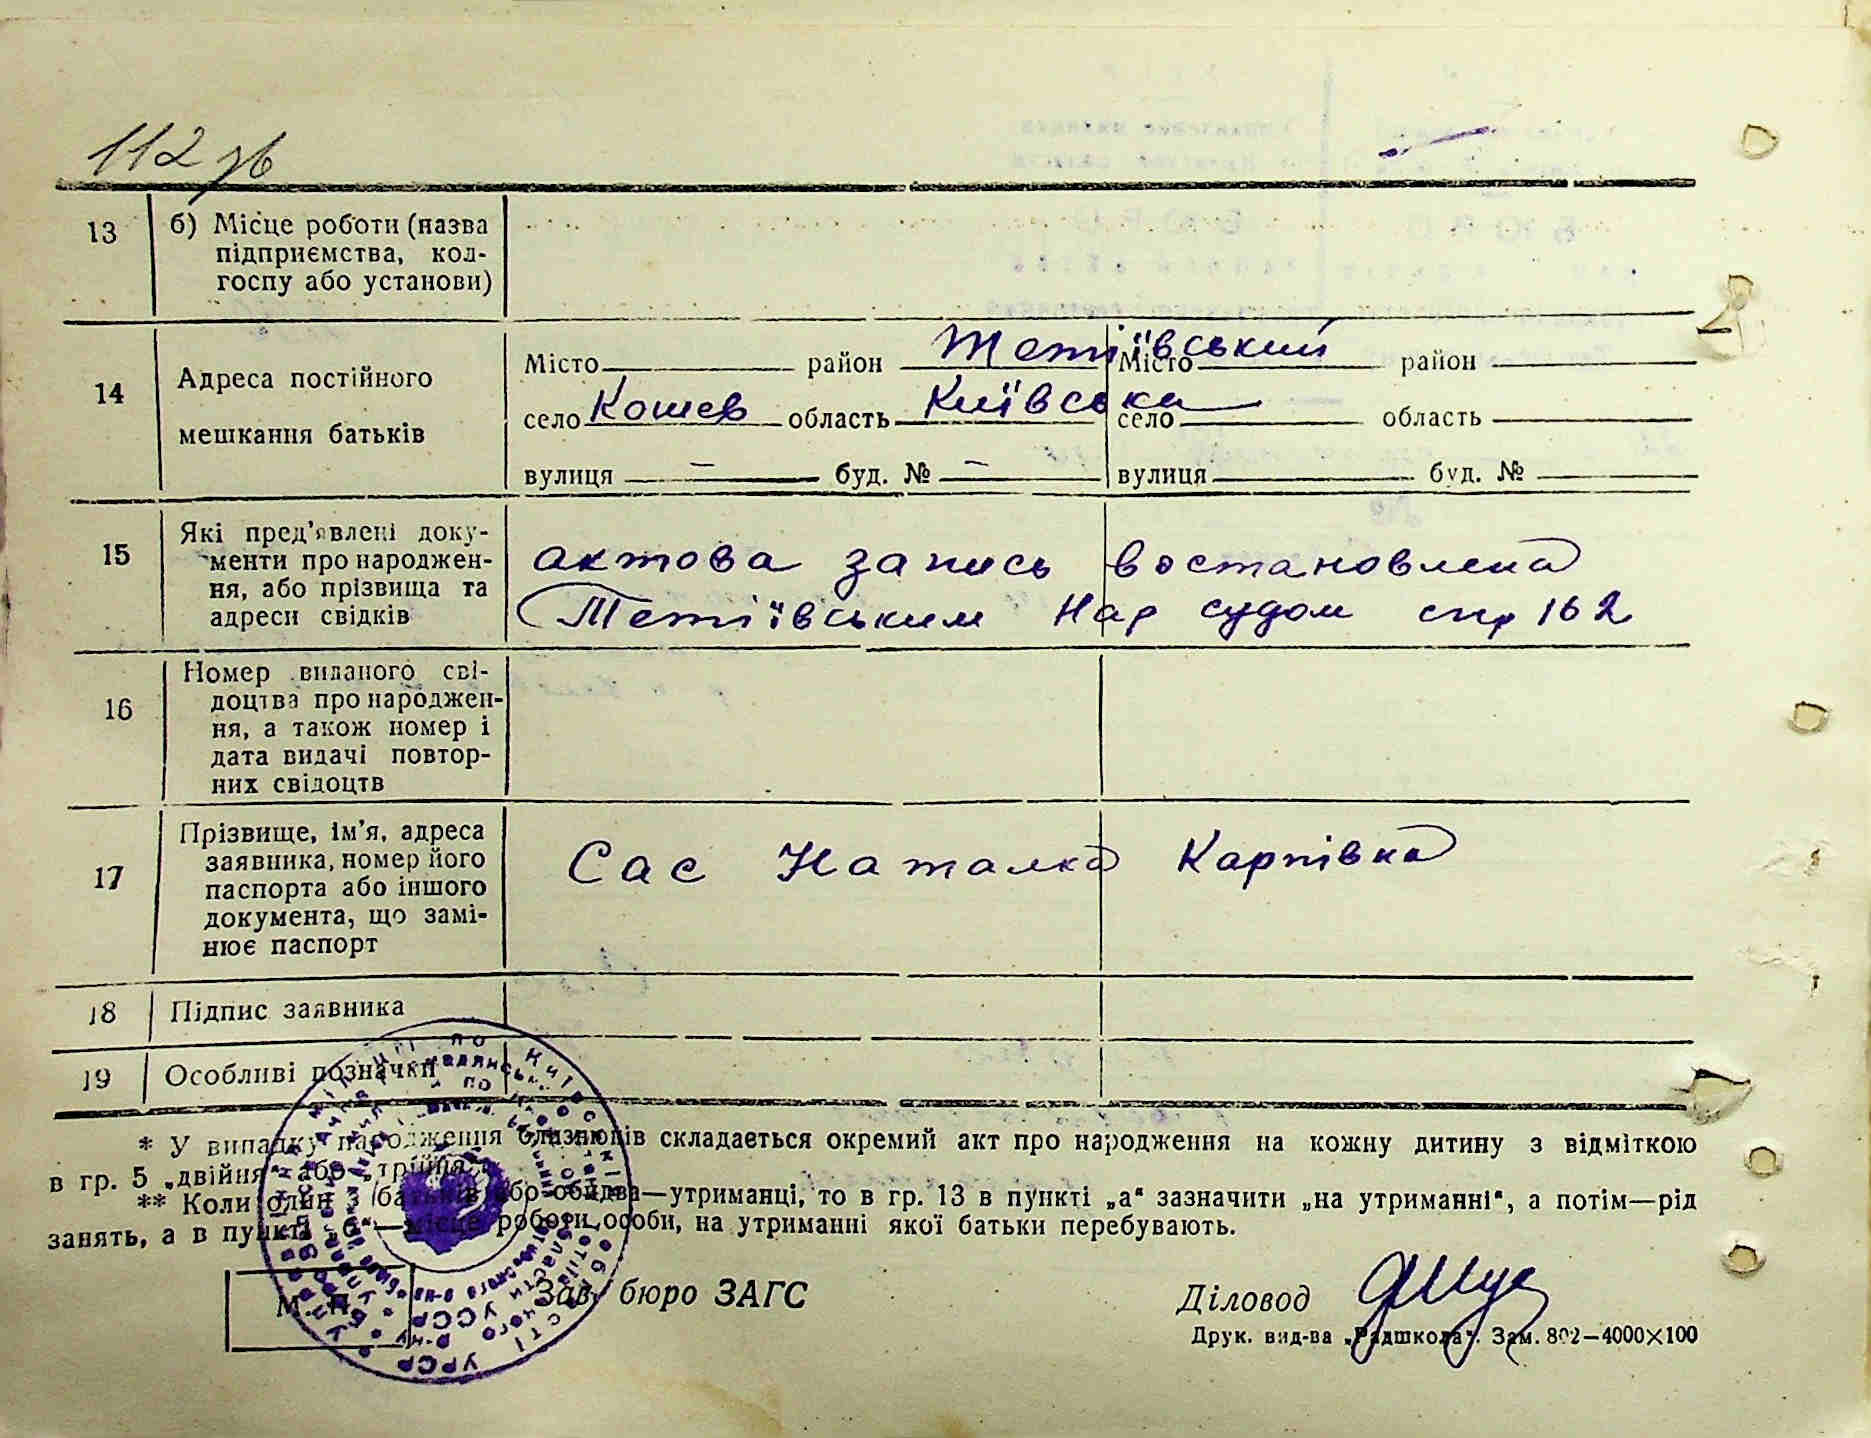 112 зв
13 б) Місце роботи (назва
підприємства, кол-
госпу або установи)
14 Адреса постійного
мешкання батьків
Місто район Тетіївський Місто район
село Кошев область Київська село область
вулиця — буд. № — вулиця буд. №
15 Які пред'явлені доку-
менти про народжен-
ня, або прізвища та
адреси свідків
актова запись востановлена
Тетіївським Нар судом спр 162
16 Номер виданого сві-
доцтва про народжен-
ня, а також номер і
дата видачі повтор-
них свідоцтв
17 Прізвище, ім'я, адреса
заявника, номер його
паспорта або іншого
документа, що замі-
нює паспорт
Сас Наталка Карпівна
18 Підпис заявника
19 Особливі позначки
* У випадку народження близнюців складається окремий акт про народження на кожну дитину з відміткою
в гр. 5 „двійня" або „трійня".
** Коли один з батьків або обидва—утриманці, то в гр. 13 в пункті „а" зазначити „на утриманні", а потім—рід
занять, а в пункті „б"—місце роботи особи, на утриманні якої батьки перебувають.
М. П. Зав. бюро ЗАГС Діловод
Друк. вид-ва „Радшкола". Зам. 802—4000×100